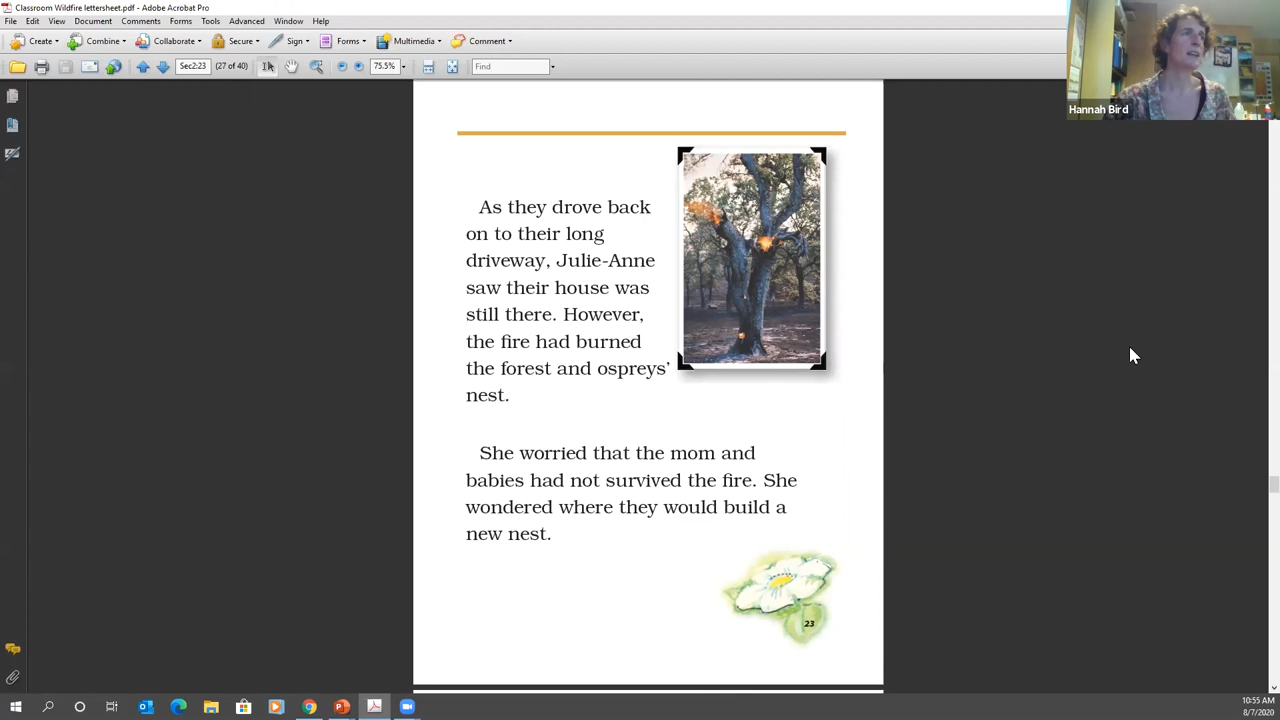 Classroom Wildfire lettersheet.pdf - Adobe Acrobat Pro
File Edit View Document Comments Forms Tools Advanced Window Help
Create Combine Collaborate Secure Sign Forms Multimedia Comment
Sec2:23 (27 of 40) 75.5% Find
Hannah Bird
As they drove back
on to their long
driveway, Julie-Anne
saw their house was
still there. However,
the fire had burned
the forest and ospreys’
nest.
She worried that the mom and
babies had not survived the fire. She
wondered where they would build a
new nest.
23
10:55 AM
8/7/2020